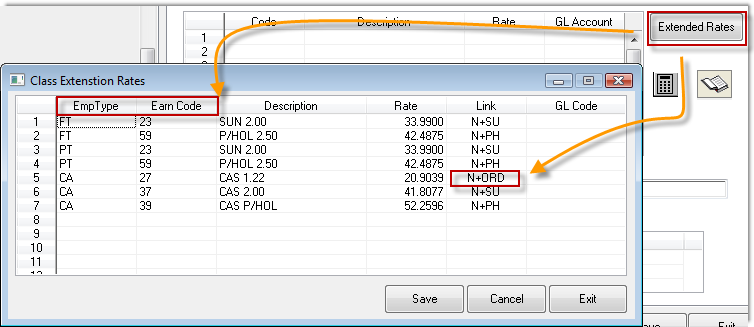 Code Description Rate GL Account
1
2
Extended Rates
Class Extenstion Rates
EmpType Earn Code Description Rate Link GL Code
1 FT 23 SUN 2.00 33.9900 N+SU
2 FT 59 P/HOL 2.50 42.4875 N+PH
3 PT 23 SUN 2.00 33.9900 N+SU
4 PT 59 P/HOL 2.50 42.4875 N+PH
5 CA 27 CAS 1.22 20.9039 N+ORD
6 CA 37 CAS 2.00 41.8077 N+SU
7 CA 39 CAS P/HOL 52.2596 N+PH
8
9
10
11
Save Cancel Exit